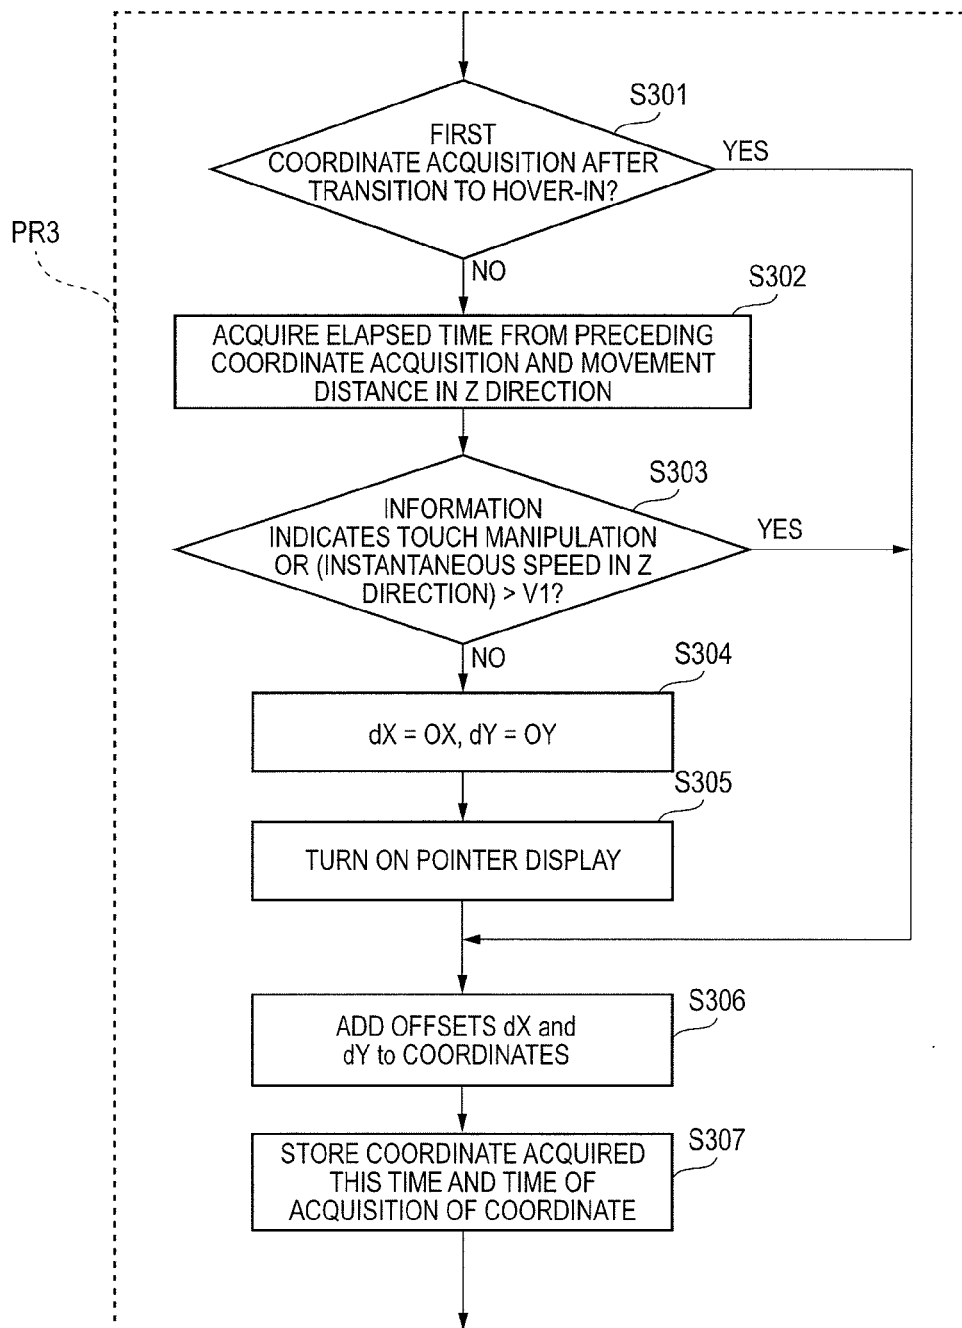 S301
FIRST
COORDINATE ACQUISITION AFTER
TRANSITION TO HOVER-IN?
YES
PR3
NO
S302
ACQUIRE ELAPSED TIME FROM PRECEDING
COORDINATE ACQUISITION AND MOVEMENT
DISTANCE IN Z DIRECTION
S303
INFORMATION
INDICATES TOUCH MANIPULATION
OR (INSTANTANEOUS SPEED IN Z
DIRECTION) > V1?
YES
NO
S304
dX = OX, dY = OY
S305
TURN ON POINTER DISPLAY
S306
ADD OFFSETS dX and
dY to COORDINATES
S307
STORE COORDINATE ACQUIRED
THIS TIME AND TIME OF
ACQUISITION OF COORDINATE